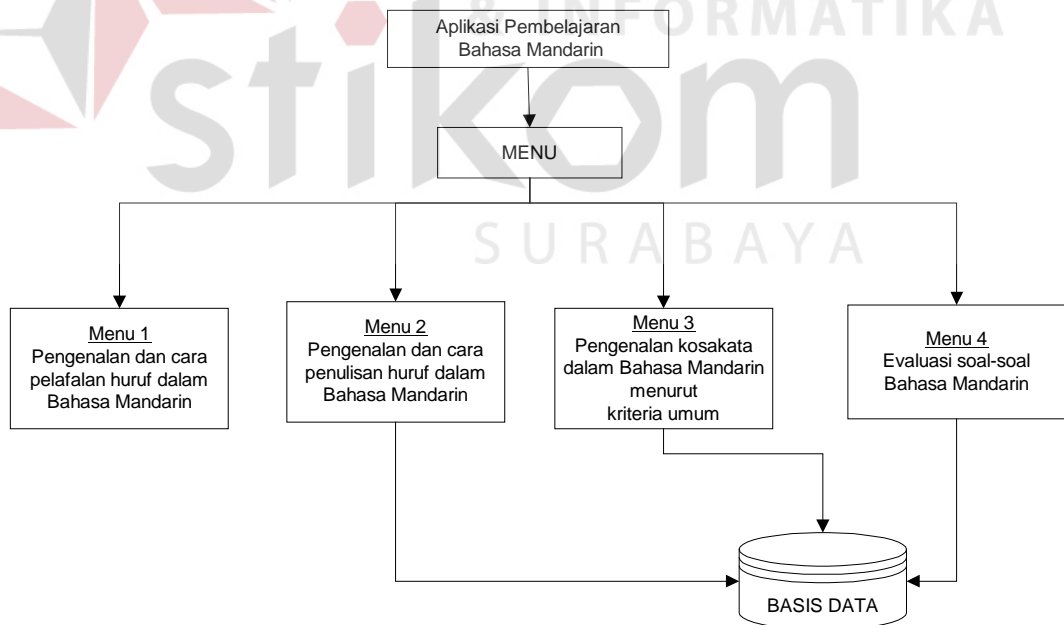 & INFORMATIKA
Aplikasi Pembelajaran
Bahasa Mandarin
stikom
MENU
SURABAYA
Menu 1
Pengenalan dan cara
pelafalan huruf dalam
Bahasa Mandarin
Menu 2
Pengenalan dan cara
penulisan huruf dalam
Bahasa Mandarin
Menu 3
Pengenalan kosakata
dalam Bahasa Mandarin
menurut
kriteria umum
Menu 4
Evaluasi soal-soal
Bahasa Mandarin
BASIS DATA